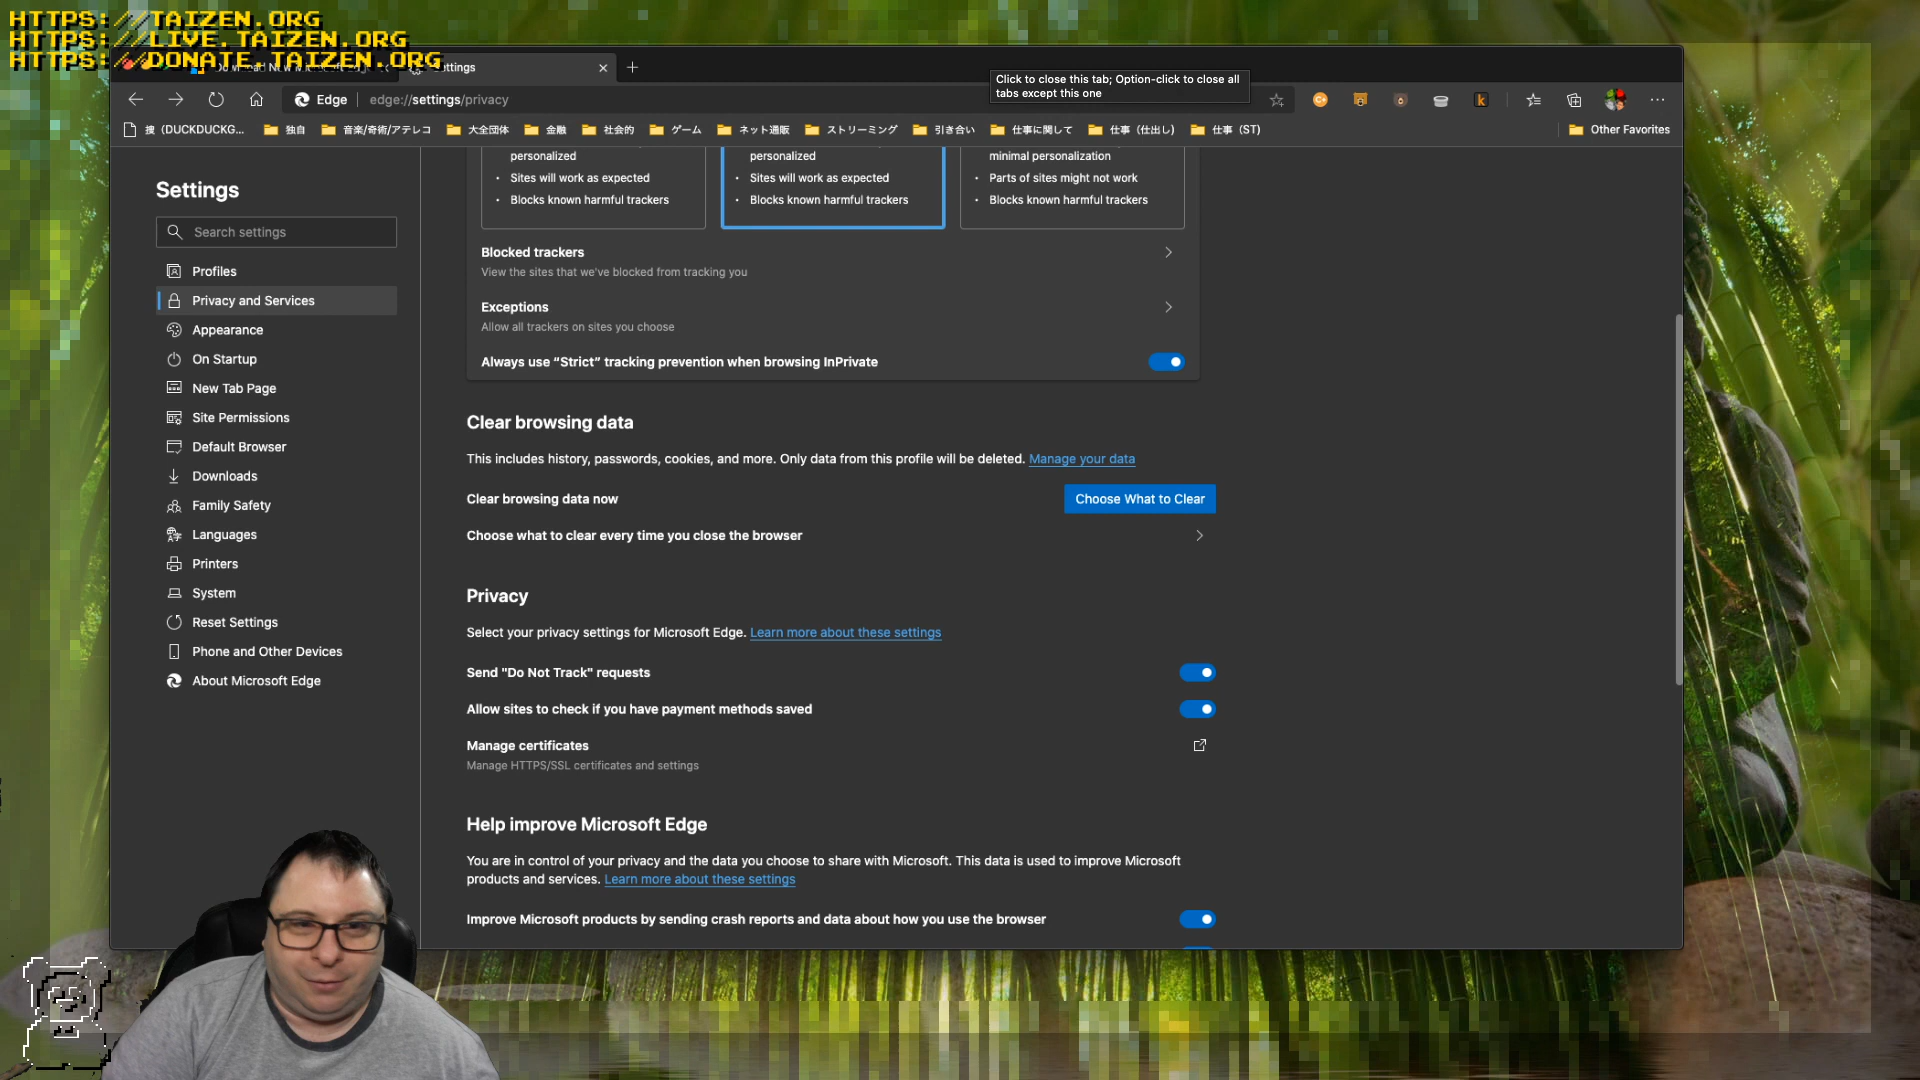 HTTPS://TAIZEN.ORG
HTTPS://LIVE.TAIZEN.ORG
HTTPS://DONATE.TAIZEN.ORG
Settings
Click to close this tab; Option-click to close all
tabs except this one
Edge
edge://settings/privacy
捜（DUCKDUCKG...
独自
音楽/奇術/アテレコ
大全団体
金融
社会的
ゲーム
ネット通販
ストリーミング
引き合い
仕事に関して
仕事（仕出し）
仕事（ST）
Other Favorites
Settings
Search settings
Profiles
Privacy and Services
Appearance
On Startup
New Tab Page
Site Permissions
Default Browser
Downloads
Family Safety
Languages
Printers
System
Reset Settings
Phone and Other Devices
About Microsoft Edge
personalized
• Sites will work as expected
• Blocks known harmful trackers
personalized
• Sites will work as expected
• Blocks known harmful trackers
minimal personalization
• Parts of sites might not work
• Blocks known harmful trackers
Blocked trackers
View the sites that we've blocked from tracking you
Exceptions
Allow all trackers on sites you choose
Always use “Strict” tracking prevention when browsing InPrivate
Clear browsing data
This includes history, passwords, cookies, and more. Only data from this profile will be deleted. Manage your data
Clear browsing data now
Choose What to Clear
Choose what to clear every time you close the browser
Privacy
Select your privacy settings for Microsoft Edge. Learn more about these settings
Send "Do Not Track" requests
Allow sites to check if you have payment methods saved
Manage certificates
Manage HTTPS/SSL certificates and settings
Help improve Microsoft Edge
You are in control of your privacy and the data you choose to share with Microsoft. This data is used to improve Microsoft
products and services. Learn more about these settings
Improve Microsoft products by sending crash reports and data about how you use the browser